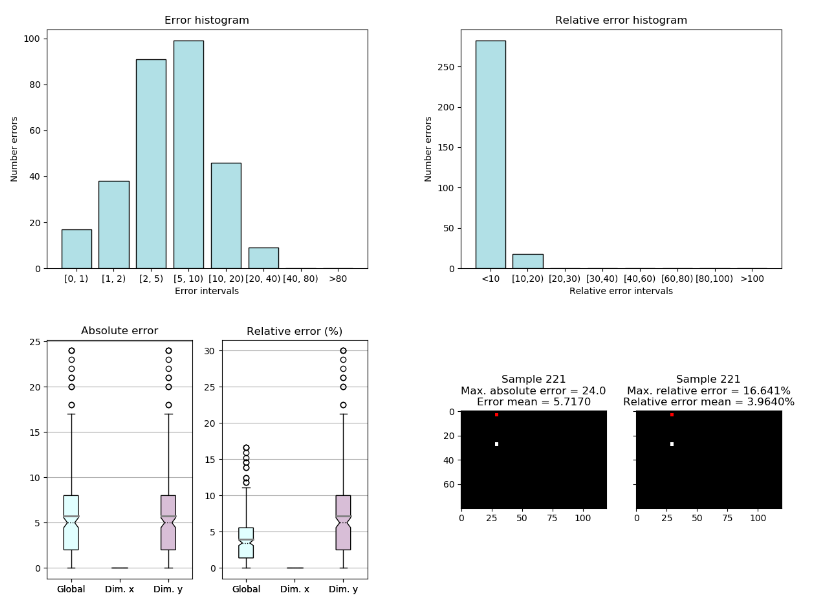 Error histogram
Number errors
100
80
60
40
20
0
[0, 1) [1, 2) [2, 5) [5, 10) [10, 20) [20, 40) [40, 80) >80
Error intervals
Relative error histogram
Number errors
250
200
150
100
50
0
<10 [10,20) [20,30) [30,40) [40,60) [60,80) [80,100) >100
Relative error intervals
Absolute error
25
20
15
10
5
0
Global Dim. x Dim. y
Relative error (%)
30
25
20
15
10
5
0
Global Dim. x Dim. y
Sample 221
Max. absolute error = 24.0
Error mean = 5.7170
0
20
40
60
0 25 50 75 100
Sample 221
Max. relative error = 16.641%
Relative error mean = 3.9640%
0 25 50 75 100